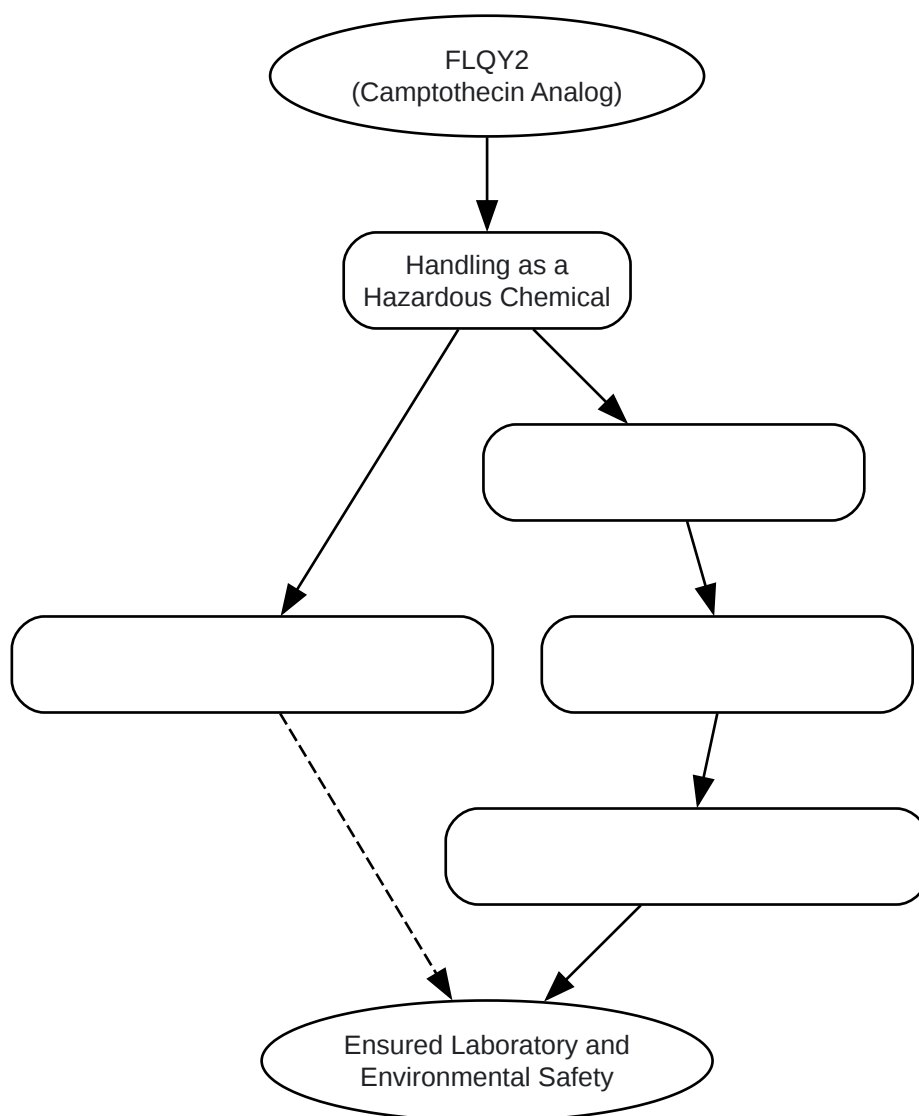 FLQY2
(Camptothecin Analog)
Handling as a
Hazardous Chemical
Ensured Laboratory and
Environmental Safety